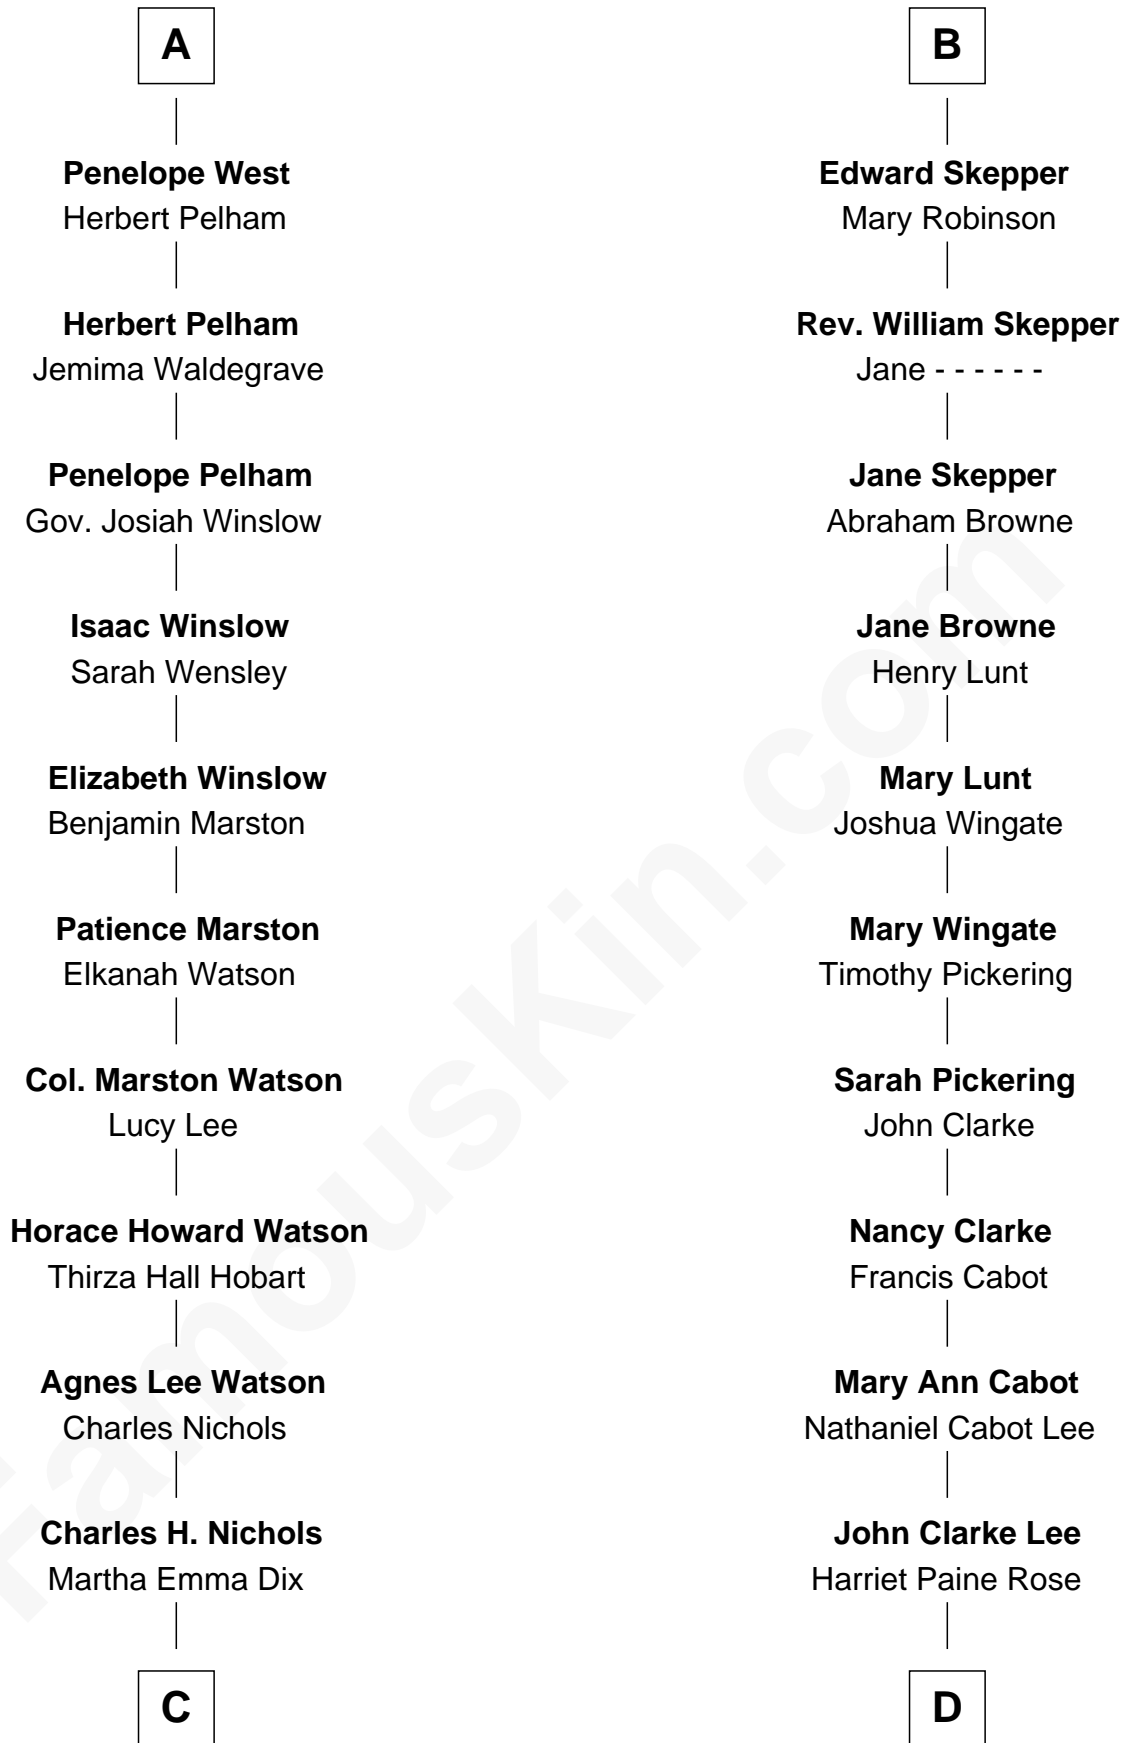 A
Penelope West
Herbert Pelham
Herbert Pelham
Jemima Waldegrave
Penelope Pelham
Gov. Josiah Winslow
Isaac Winslow
Sarah Wensley
Elizabeth Winslow
Benjamin Marston
Patience Marston
Elkanah Watson
Col. Marston Watson
Lucy Lee
Horace Howard Watson
Thirza Hall Hobart
Agnes Lee Watson
Charles Nichols
Charles H. Nichols
Martha Emma Dix
C
B
Edward Skepper
Mary Robinson
Rev. William Skepper
Jane - - - - - -
Jane Skepper
Abraham Browne
Jane Browne
Henry Lunt
Mary Lunt
Joshua Wingate
Mary Wingate
Timothy Pickering
Sarah Pickering
John Clarke
Nancy Clarke
Francis Cabot
Mary Ann Cabot
Nathaniel Cabot Lee
John Clarke Lee
Harriet Paine Rose
D
FamousKin.com